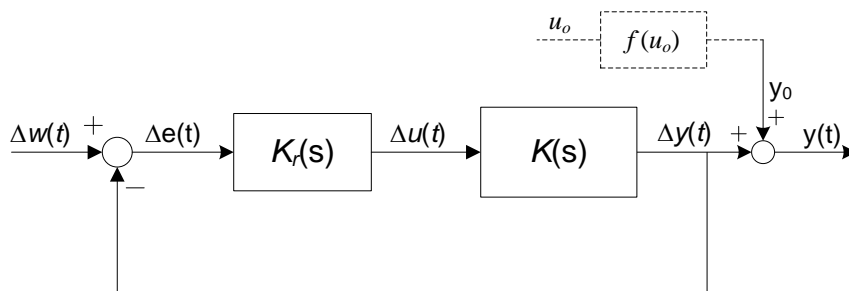 u_o
f(u_o)
y_0
+
Δw(t)
+
Δe(t)
K_r(s)
Δu(t)
K(s)
Δy(t)
+
y(t)
−